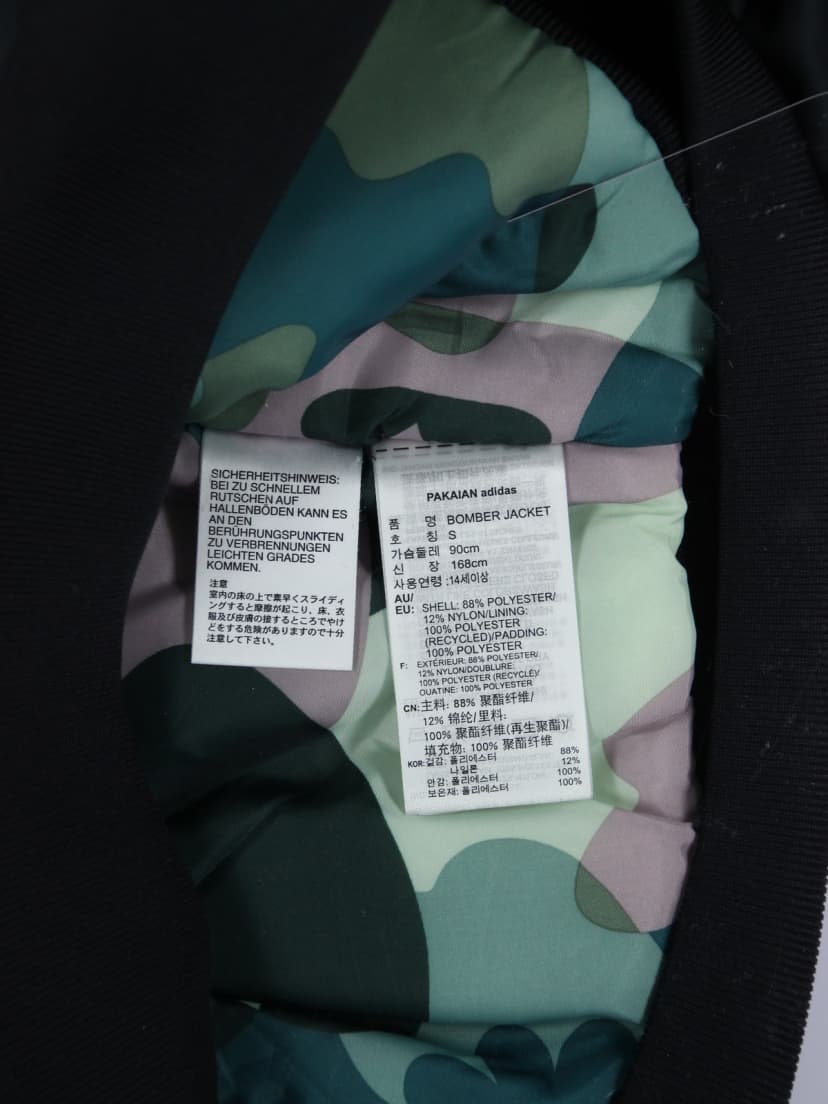 SICHERHEITSHINWEIS:
BEI ZU SCHNELLEM
RUTSCHEN AUF
HALLENBÖDEN KANN ES
AN DEN
BERÜHRUNGSPUNKTEN
ZU VERBRENNUNGEN
LEICHTEN GRADES
KOMMEN.
注意
室内の床の上で素早くスライディ
ングすると摩擦が起こり、床、衣
服及び皮膚の接するところでやけ
どをする危険がありますので十分
注意して下さい。
PAKAIAN adidas
품 명 BOMBER JACKET
호 칭 S
가슴둘레 90cm
신 장 168cm
사용연령 :14세이상
AU/
EU: SHELL: 88% POLYESTER/
12% NYLON/LINING:
100% POLYESTER
(RECYCLED)/PADDING:
100% POLYESTER
F: EXTÉRIEUR: 88% POLYESTER/
12% NYLON/DOUBLURE:
100% POLYESTER (RECYCLÉ)/
OUATINE: 100% POLYESTER
CN: 主料: 88% 聚酯纤维/
12% 锦纶/里料:
100% 聚酯纤维(再生聚酯)/
填充物: 100% 聚酯纤维
KOR: 겉감: 폴리에스터 88%
나일론 12%
안감: 폴리에스터 100%
보온재: 폴리에스터 100%